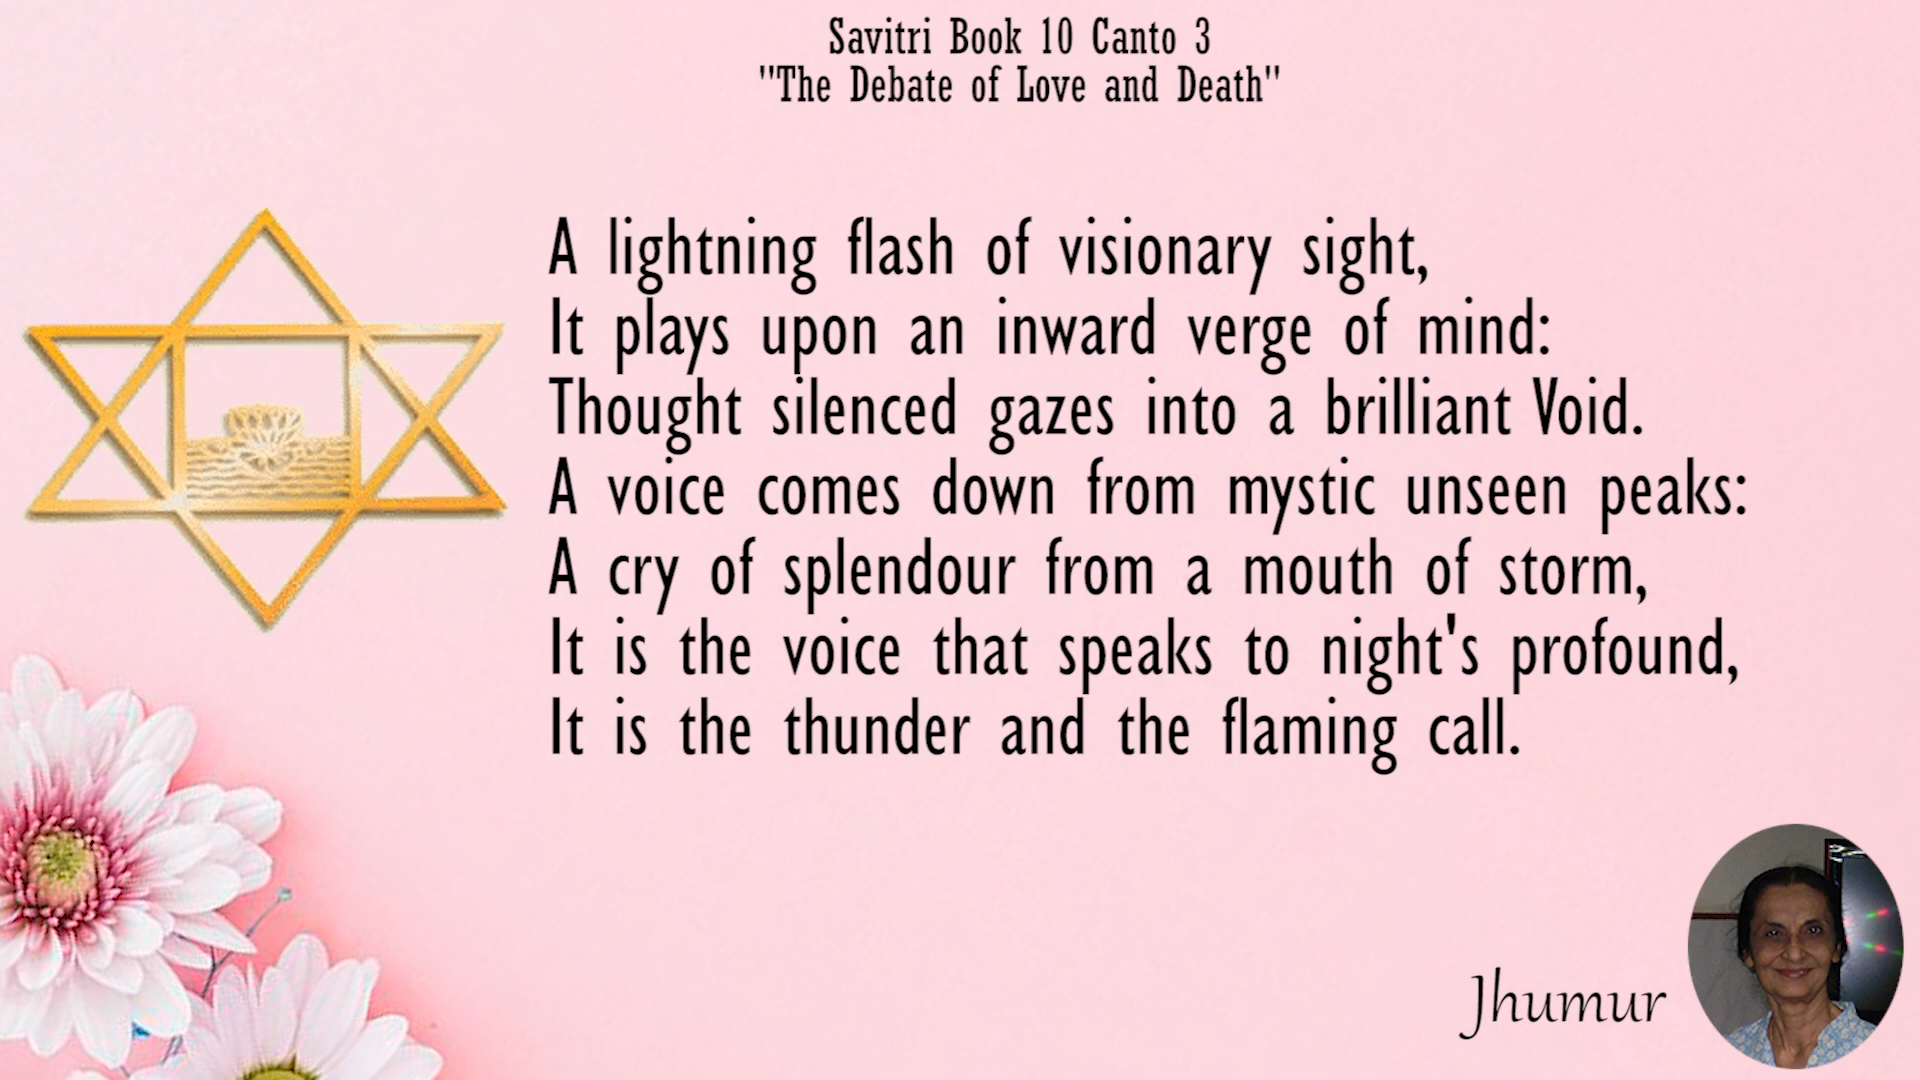 Savitri Book 10 Canto 3
"The Debate of Love and Death"
A lightning flash of visionary sight,
It plays upon an inward verge of mind:
Thought silenced gazes into a brilliant Void.
A voice comes down from mystic unseen peaks:
A cry of splendour from a mouth of storm,
It is the voice that speaks to night's profound,
It is the thunder and the flaming call.
Jhumur